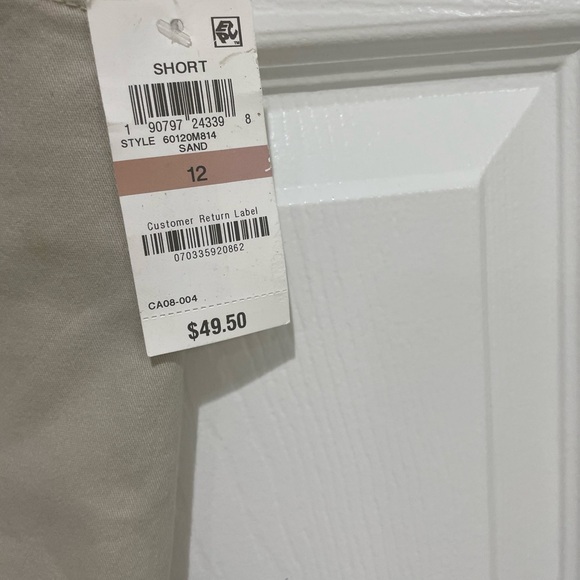 SHORT
1 90797 24339 8
STYLE 60120M814
SAND
12
Customer Return Label
070335920862
CA08-004
$49.50